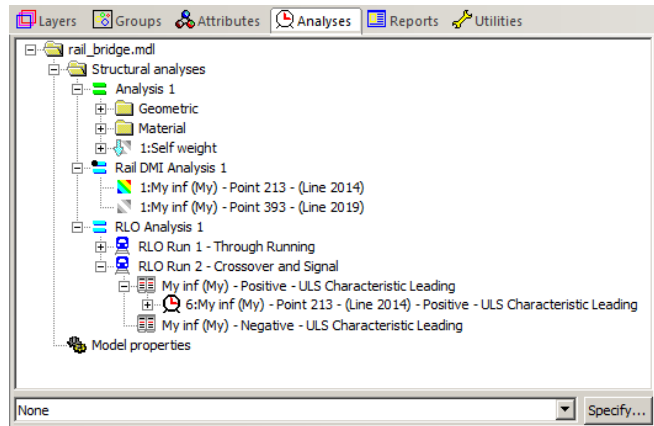 Layers Groups Attributes Analyses Reports Utilities
rail_bridge.mdl
Structural analyses
Analysis 1
Geometric
Material
1:Self weight
Rail DMI Analysis 1
1:My inf (My) - Point 213 - (Line 2014)
1:My inf (My) - Point 393 - (Line 2019)
RLO Analysis 1
RLO Run 1 - Through Running
RLO Run 2 - Crossover and Signal
My inf (My) - Positive - ULS Characteristic Leading
6:My inf (My) - Point 213 - (Line 2014) - Positive - ULS Characteristic Leading
My inf (My) - Negative - ULS Characteristic Leading
Model properties
None Specify...